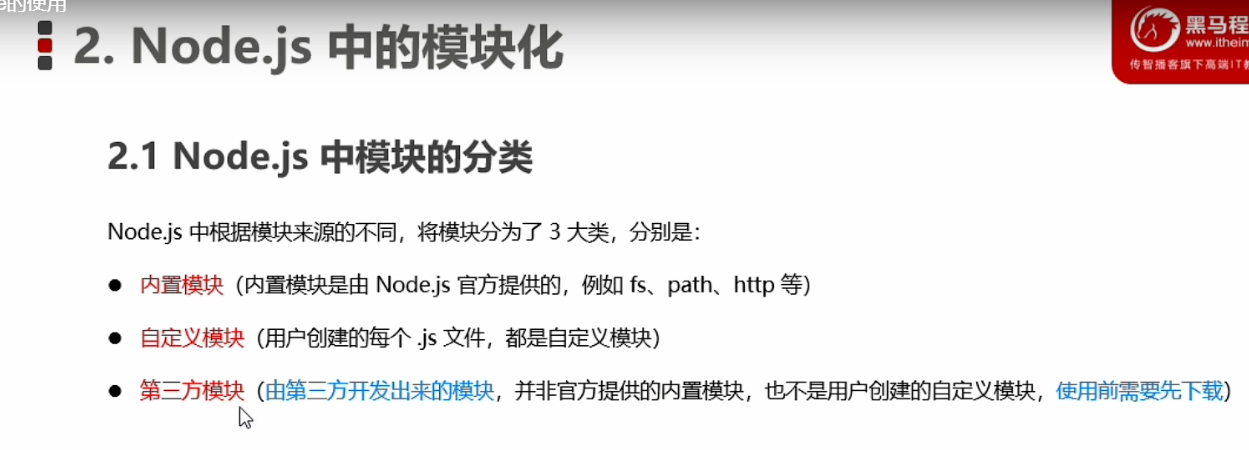 的使用
2. Node.js 中的模块化
黑马程
www.itheim
传智播客旗下高端IT教
2.1 Node.js 中模块的分类
Node.js 中根据模块来源的不同，将模块分为了 3 大类，分别是：
● 内置模块（内置模块是由 Node.js 官方提供的，例如 fs、path、http 等）
● 自定义模块（用户创建的每个 .js 文件，都是自定义模块）
● 第三方模块（由第三方开发出来的模块，并非官方提供的内置模块，也不是用户创建的自定义模块，使用前需要先下载）